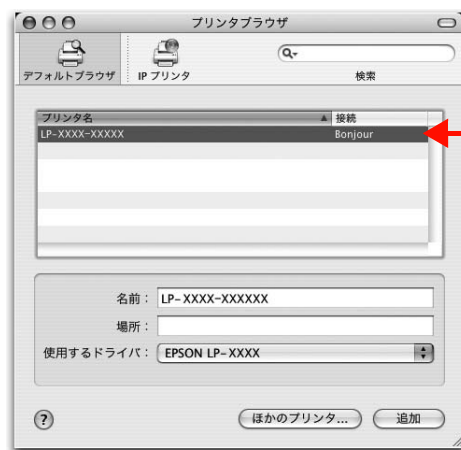 プリンタブラウザ
デフォルトブラウザ
IP プリンタ
検索
プリンタ名 接続
LP-XXXX-XXXXX Bonjour
名前： LP-XXXX-XXXXXX
場所：
使用するドライバ： EPSON LP-XXXX
? ほかのプリンタ... 追加